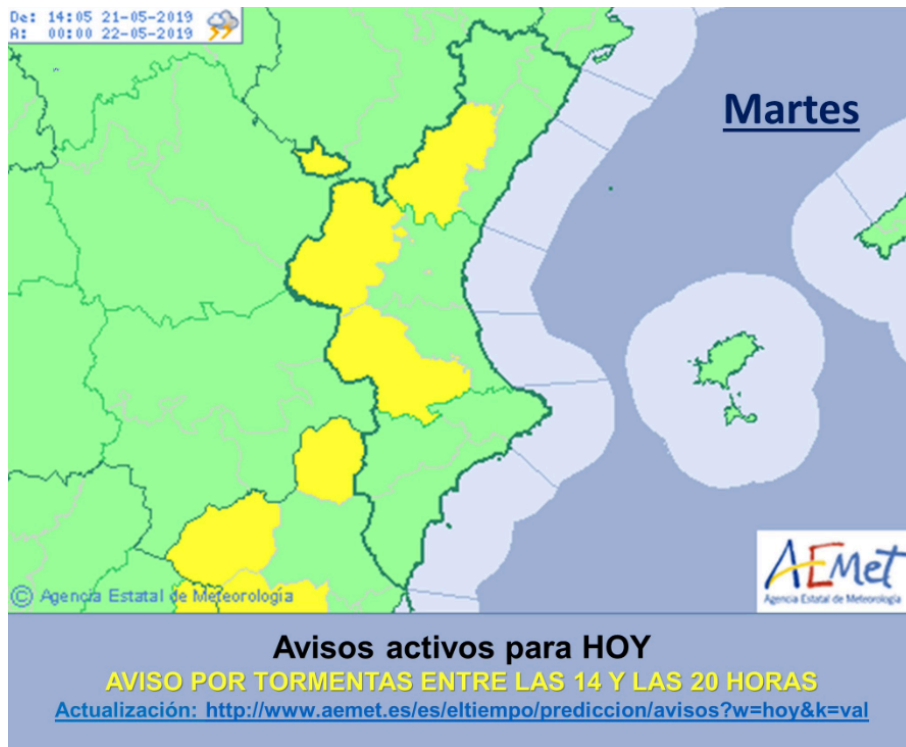 De: 14:05 21-05-2019
A: 00:00 22-05-2019
Martes
© Agencia Estatal de Meteorología
AEMet
Agencia Estatal de Meteorología
Avisos activos para HOY
AVISO POR TORMENTAS ENTRE LAS 14 Y LAS 20 HORAS
Actualización: http://www.aemet.es/es/eltiempo/prediccion/avisos?w=hoy&k=val